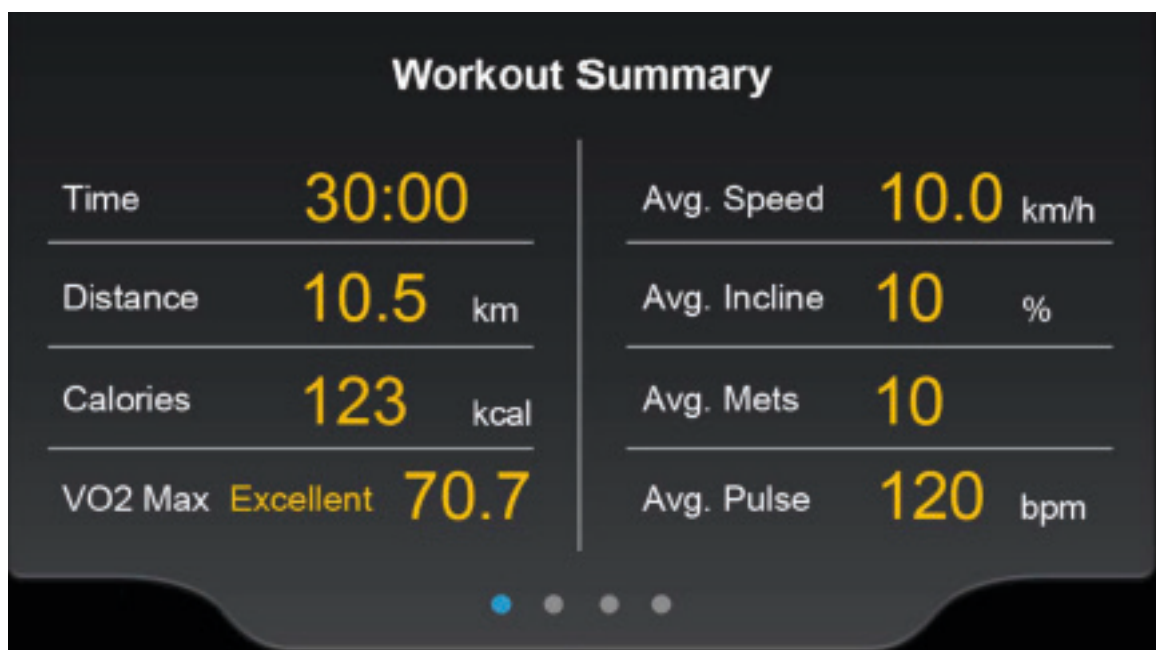 Workout Summary
Time 30:00
Distance 10.5 km
Calories 123 kcal
VO2 Max Excellent 70.7
Avg. Speed 10.0 km/h
Avg. Incline 10 %
Avg. Mets 10
Avg. Pulse 120 bpm